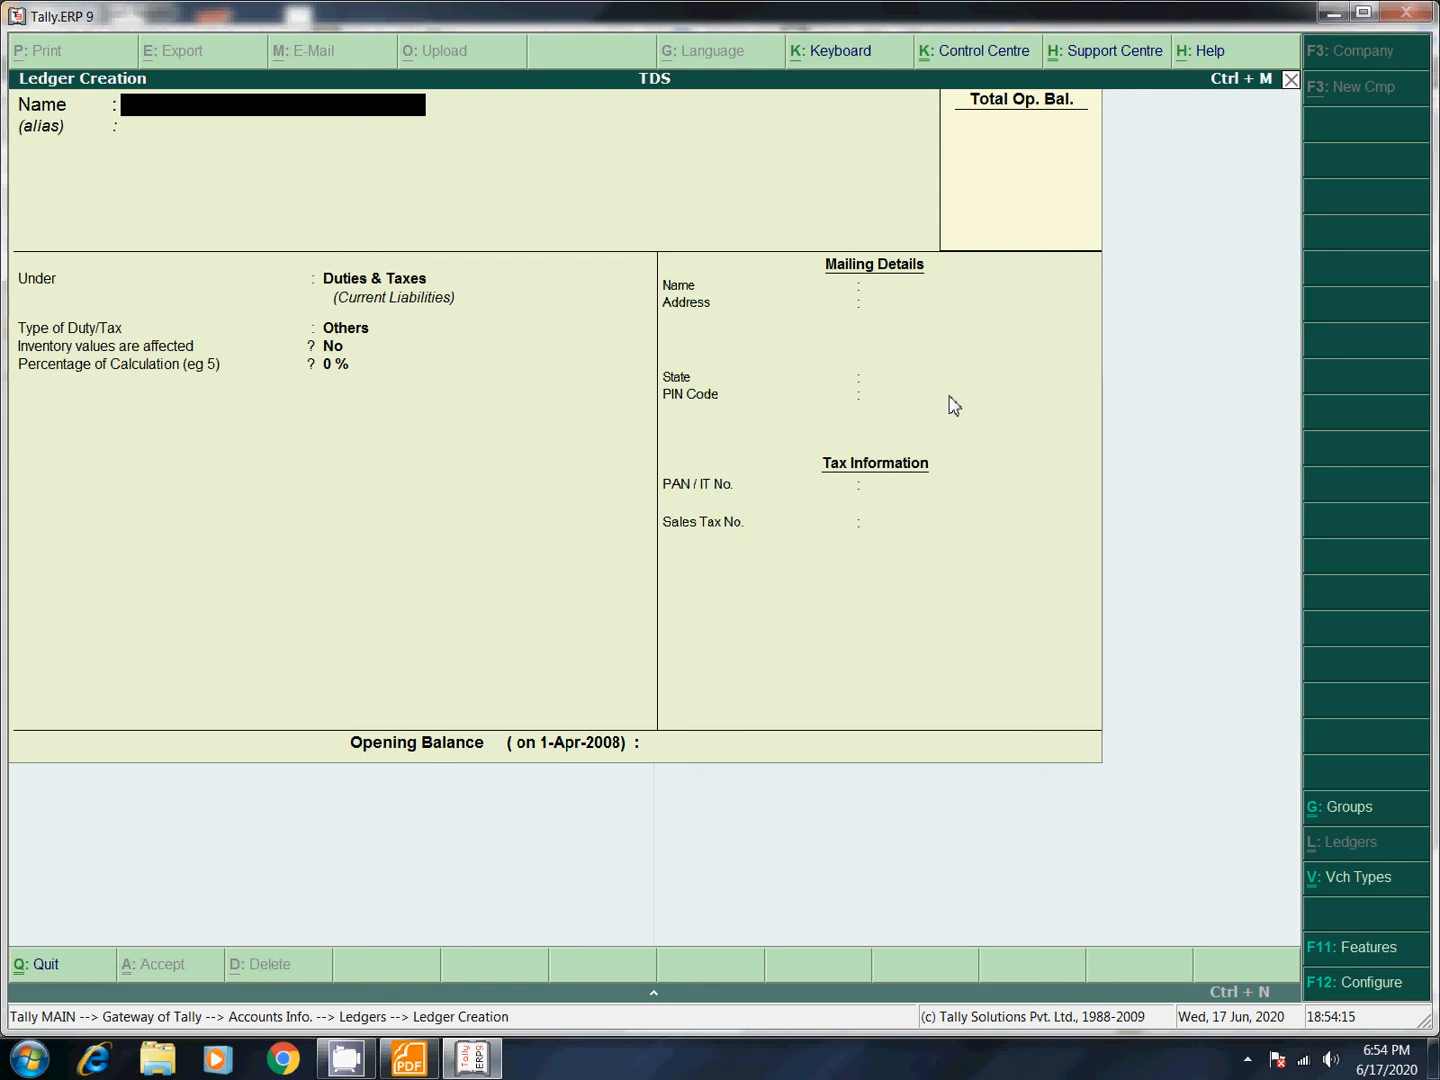 Tally.ERP 9
P: Print
E: Export
M: E-Mail
O: Upload
G: Language
K: Keyboard
K: Control Centre
H: Support Centre
H: Help
F3: Company
Ledger Creation
TDS
Ctrl + M
F3: New Cmp
Name :
(alias) :
Total Op. Bal.
Under : Duties & Taxes
(Current Liabilities)
Type of Duty/Tax : Others
Inventory values are affected ? No
Percentage of Calculation (eg 5) ? 0 %
Mailing Details
Name :
Address :
State :
PIN Code :
Tax Information
PAN / IT No. :
Sales Tax No. :
Opening Balance ( on 1-Apr-2008) :
G: Groups
L: Ledgers
V: Vch Types
F11: Features
F12: Configure
Q: Quit
A: Accept
D: Delete
Ctrl + N
Tally MAIN --> Gateway of Tally --> Accounts Info. --> Ledgers --> Ledger Creation
(c) Tally Solutions Pvt. Ltd., 1988-2009
Wed, 17 Jun, 2020
18:54:15
PDF
Tally
ERP9
6:54 PM
6/17/2020